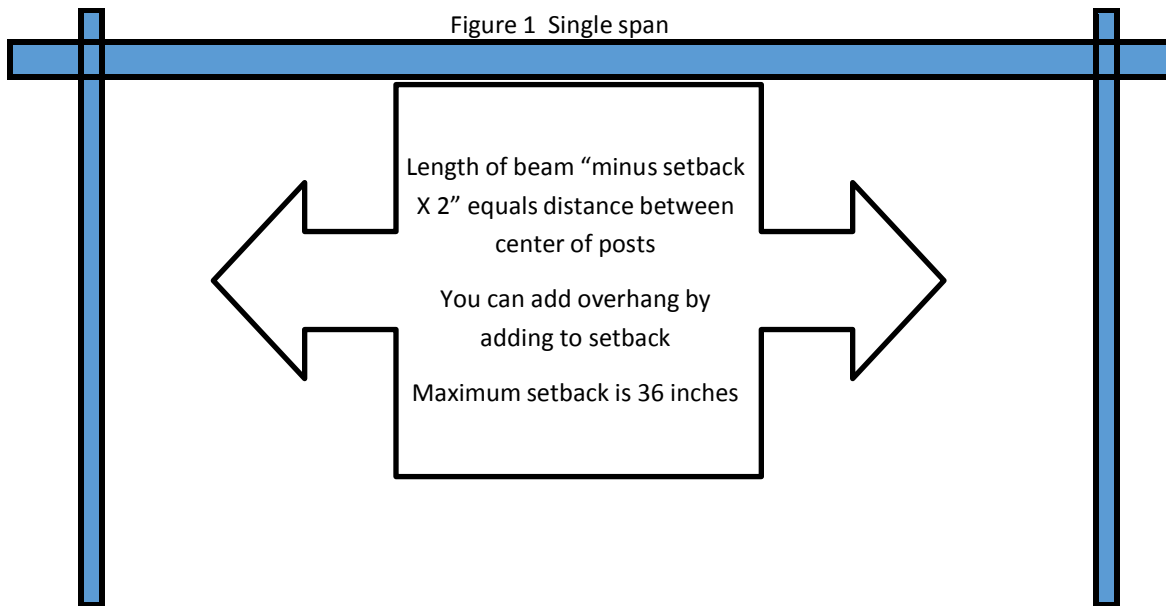 Figure 1  Single span
Length of beam “minus setback
X 2” equals distance between
center of posts
You can add overhang by
adding to setback
Maximum setback is 36 inches